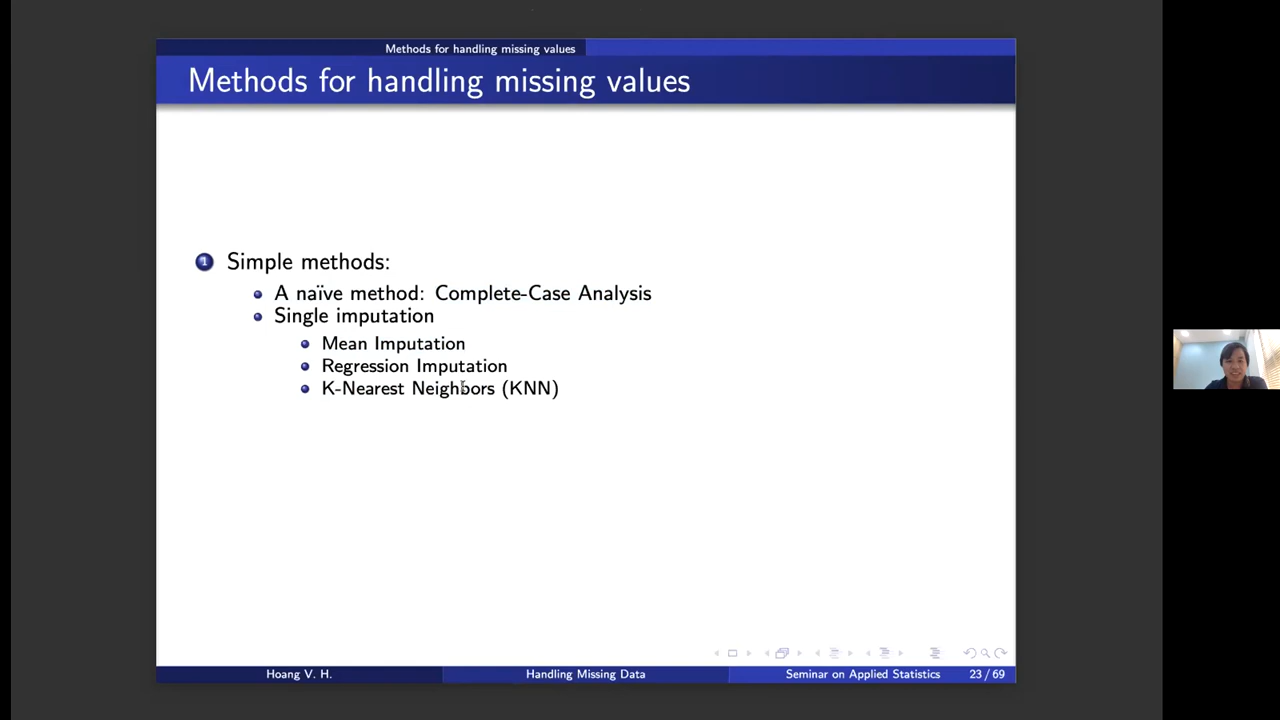 Methods for handling missing values
Methods for handling missing values
1 Simple methods:
A naïve method: Complete-Case Analysis
Single imputation
Mean Imputation
Regression Imputation
K-Nearest Neighbors (KNN)
Hoang V. H. Handling Missing Data Seminar on Applied Statistics 23 / 69